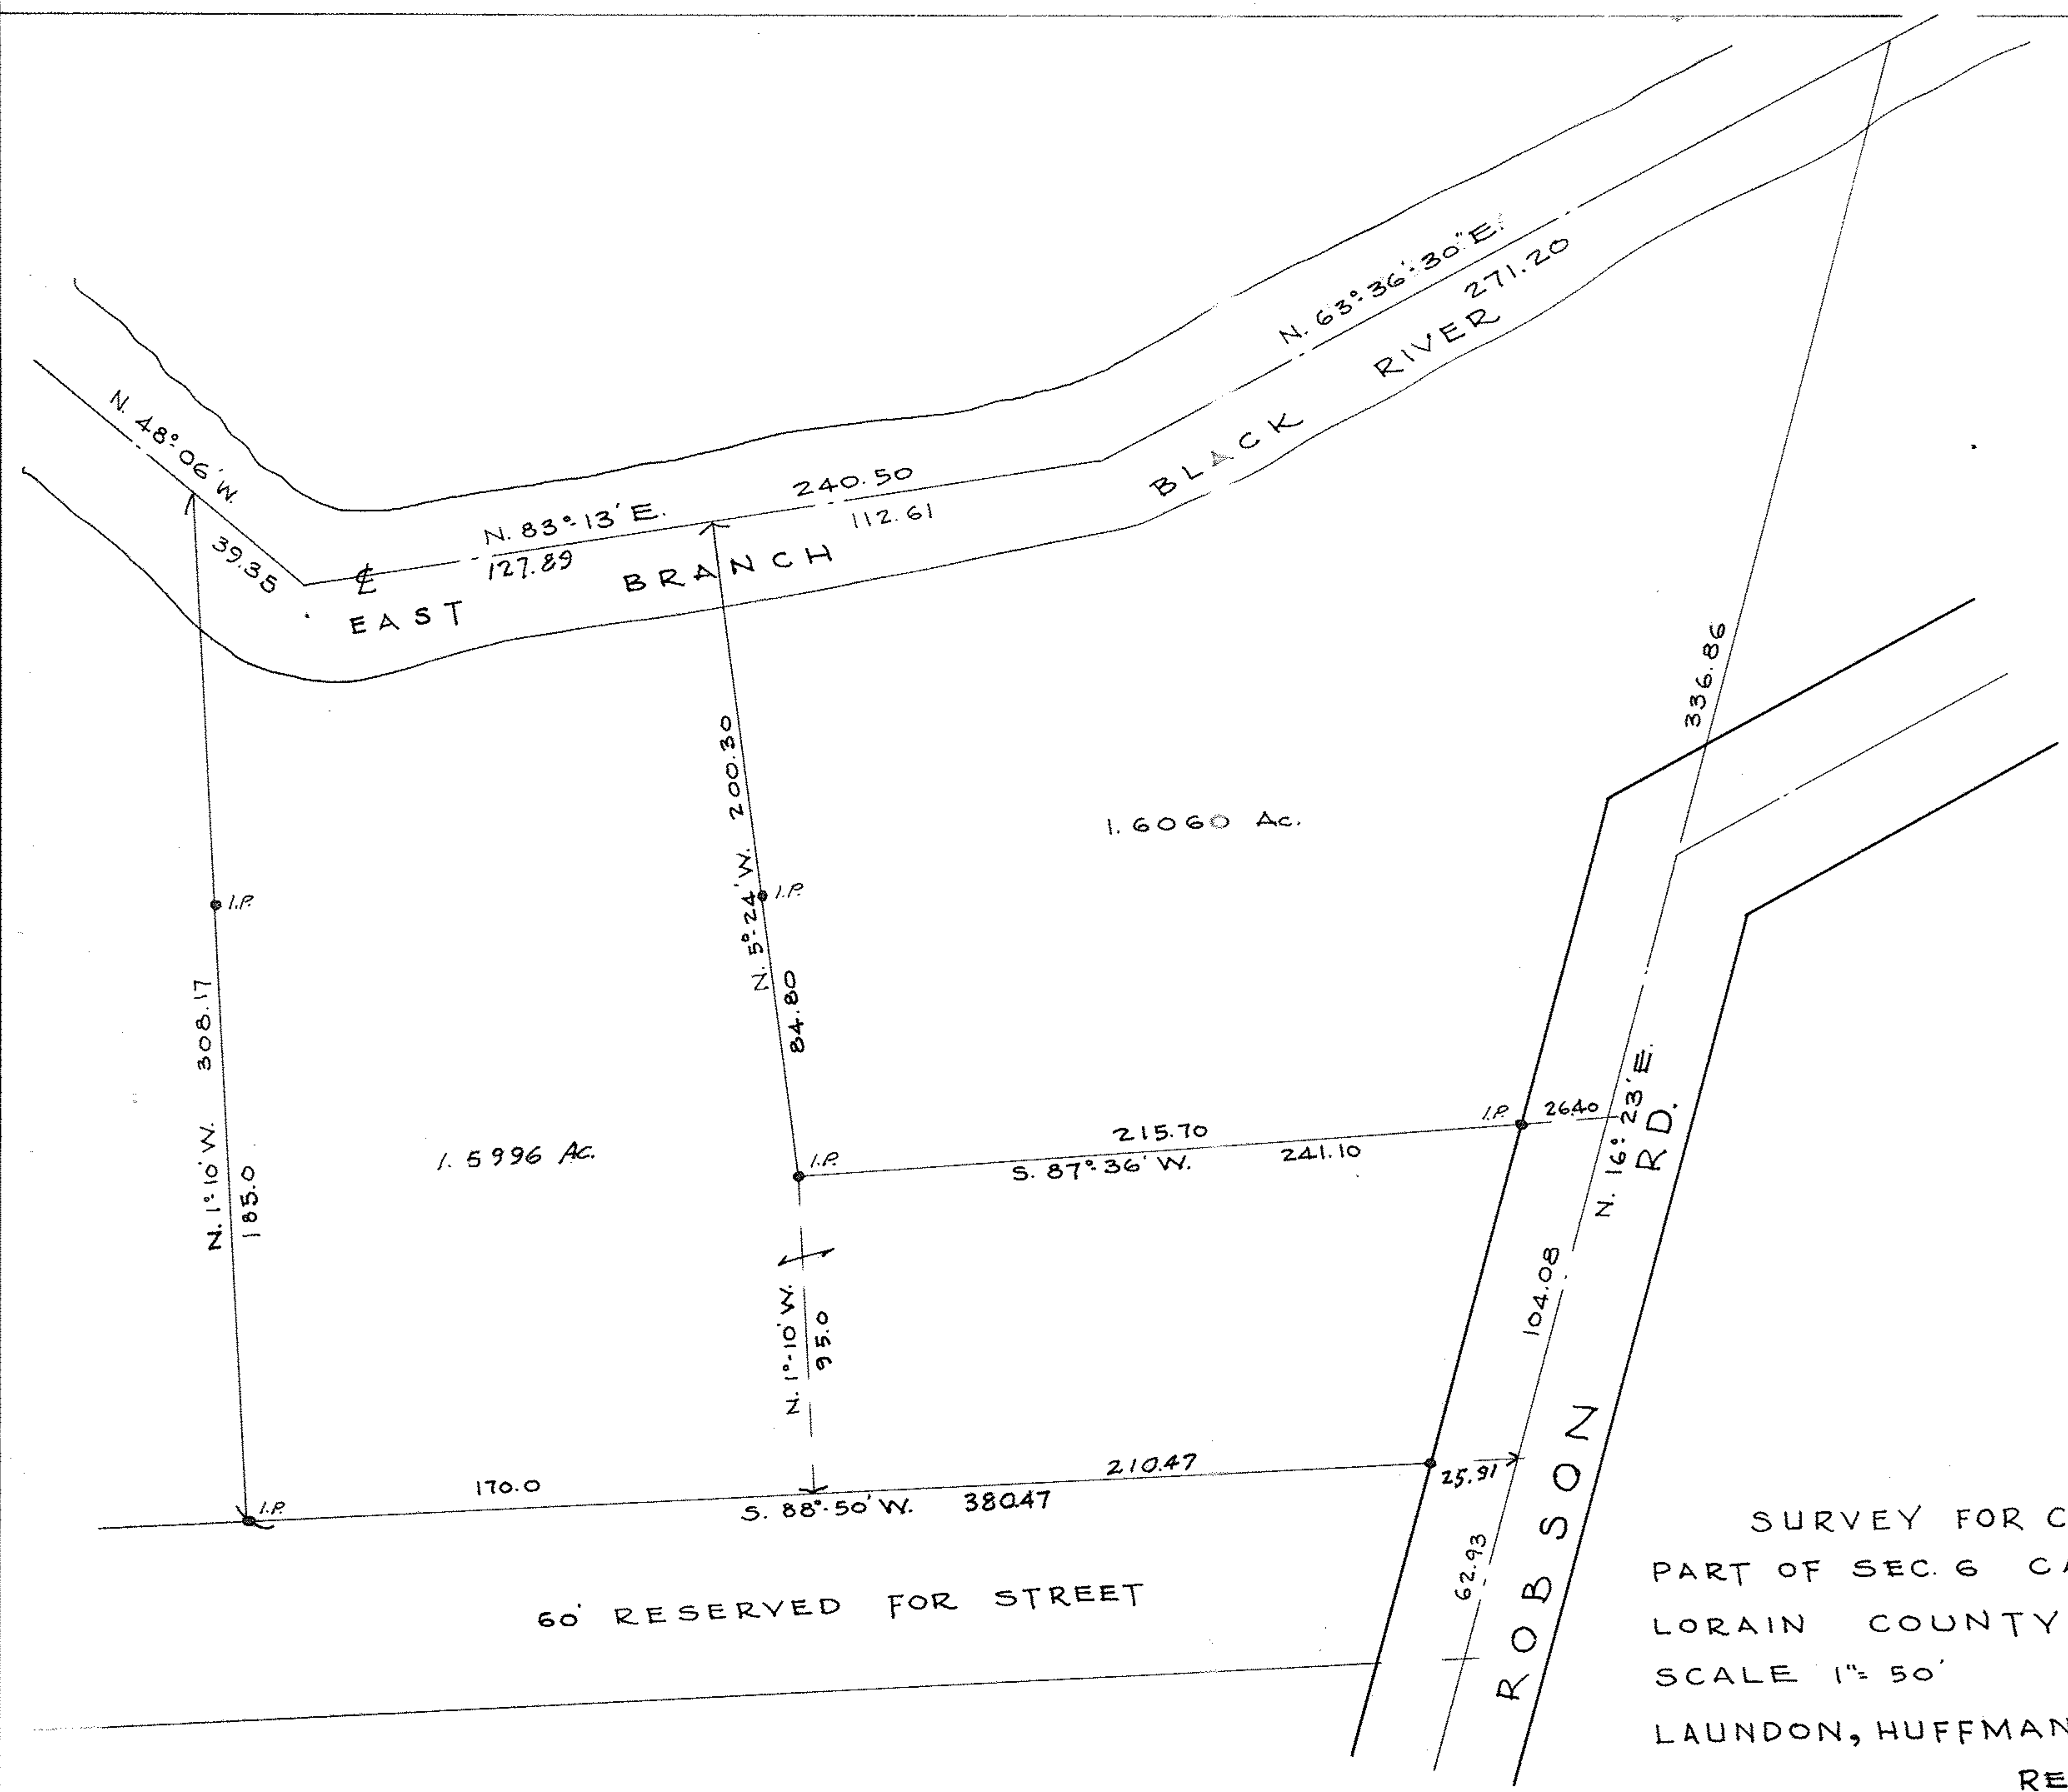 N. 63°-36'-30"E.
271.20
N. 48°-06'W.
39.35
N. 83°-13'E.
127.89
240.50
112.61
EAST BRANCH BLACK RIVER
336.86
200.30
N. 5°-24'W.
84.80
I.P.
I.P.
1.6060 Ac.
308.17
N. 1°-10'W.
185.0
1.5996 Ac.
I.P.
215.70
S. 87°-36' W.
241.10
I.P.
26.40
N. 16°-23'E.
104.08
N. 1°-10'W.
95.0
I.P.
170.0
210.47
S. 88°-50' W.
380.47
25.91
62.93
ROBSON RD.
60' RESERVED FOR STREET
SURVEY FOR C
PART OF SEC. 6 CA
LORAIN COUNTY
SCALE 1"= 50'
LAUNDON, HUFFMAN
RE